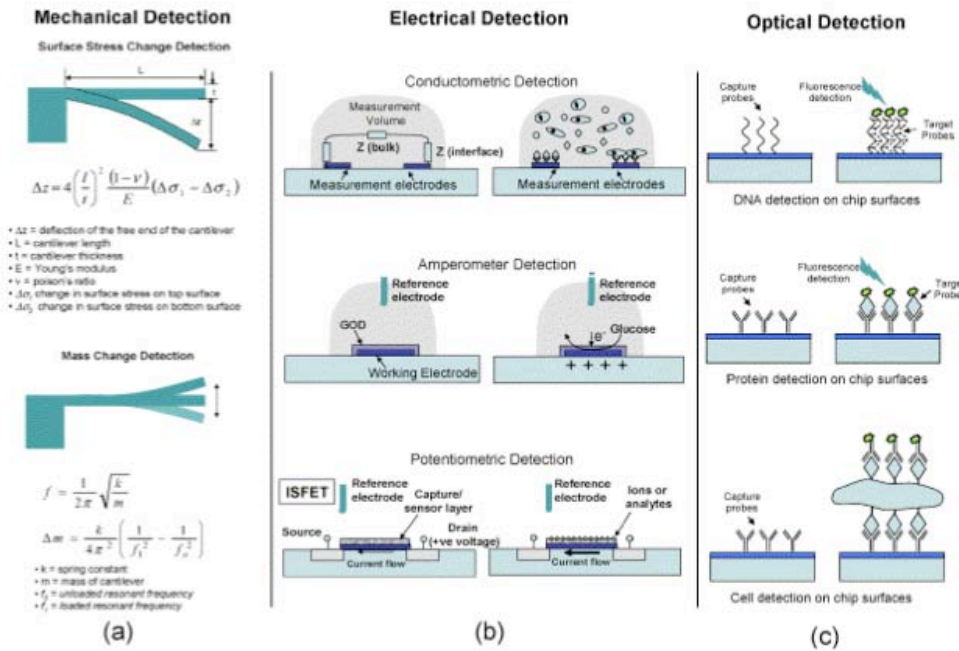 Mechanical Detection
Surface Stress Change Detection
L
t
Δz
Δz = 4(l/t)² (1-ν)/E (Δσ₁ - Δσ₂)
• Δz = deflection of the free end of the cantilever
• L = cantilever length
• t = cantilever thickness
• E = Young's modulus
• ν = poison's ratio
• Δσ₁ change in surface stress on top surface
• Δσ₂ change in surface stress on bottom surface
Mass Change Detection
f = 1/2π √k/m
Δm = k/4π² (1/f₁² - 1/f₀²)
• k = spring constant
• m = mass of cantilever
• f₀ = unloaded resonant frequency
• f₁ = loaded resonant frequency
(a)
Electrical Detection
Conductometric Detection
Measurement
Volume
Z (bulk)
Z (interface)
Measurement electrodes
Measurement electrodes
Amperometer Detection
Reference
electrode
GOD
Working Electrode
-
Reference
electrode
e-
Glucose
+ + + +
Potentiometric Detection
ISFET
Reference
electrode
Capture/
sensor layer
Source
Drain
(+ve voltage)
Current flow
Reference
electrode
Ions or
analytes
Current flow
(b)
Optical Detection
Capture
probes
Fluorescence
detection
Target
Probes
DNA detection on chip surfaces
Capture
probes
Fluorescence
detection
Target
Probe
Protein detection on chip surfaces
Capture
probes
Cell detection on chip surfaces
(c)